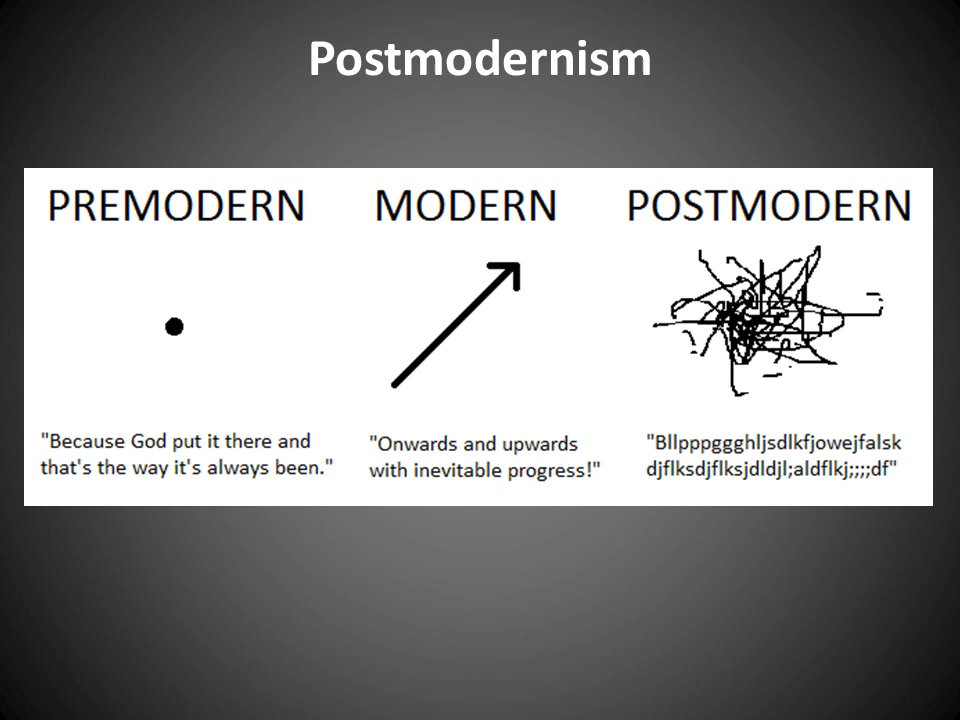 Postmodernism
PREMODERN
MODERN
POSTMODERN
"Because God put it there and
that's the way it's always been."
"Onwards and upwards
with inevitable progress!"
"Bllpppggghljsdlkfjowejfalsk
djflksdjflksjdldjl;aldflkj;;;;df"